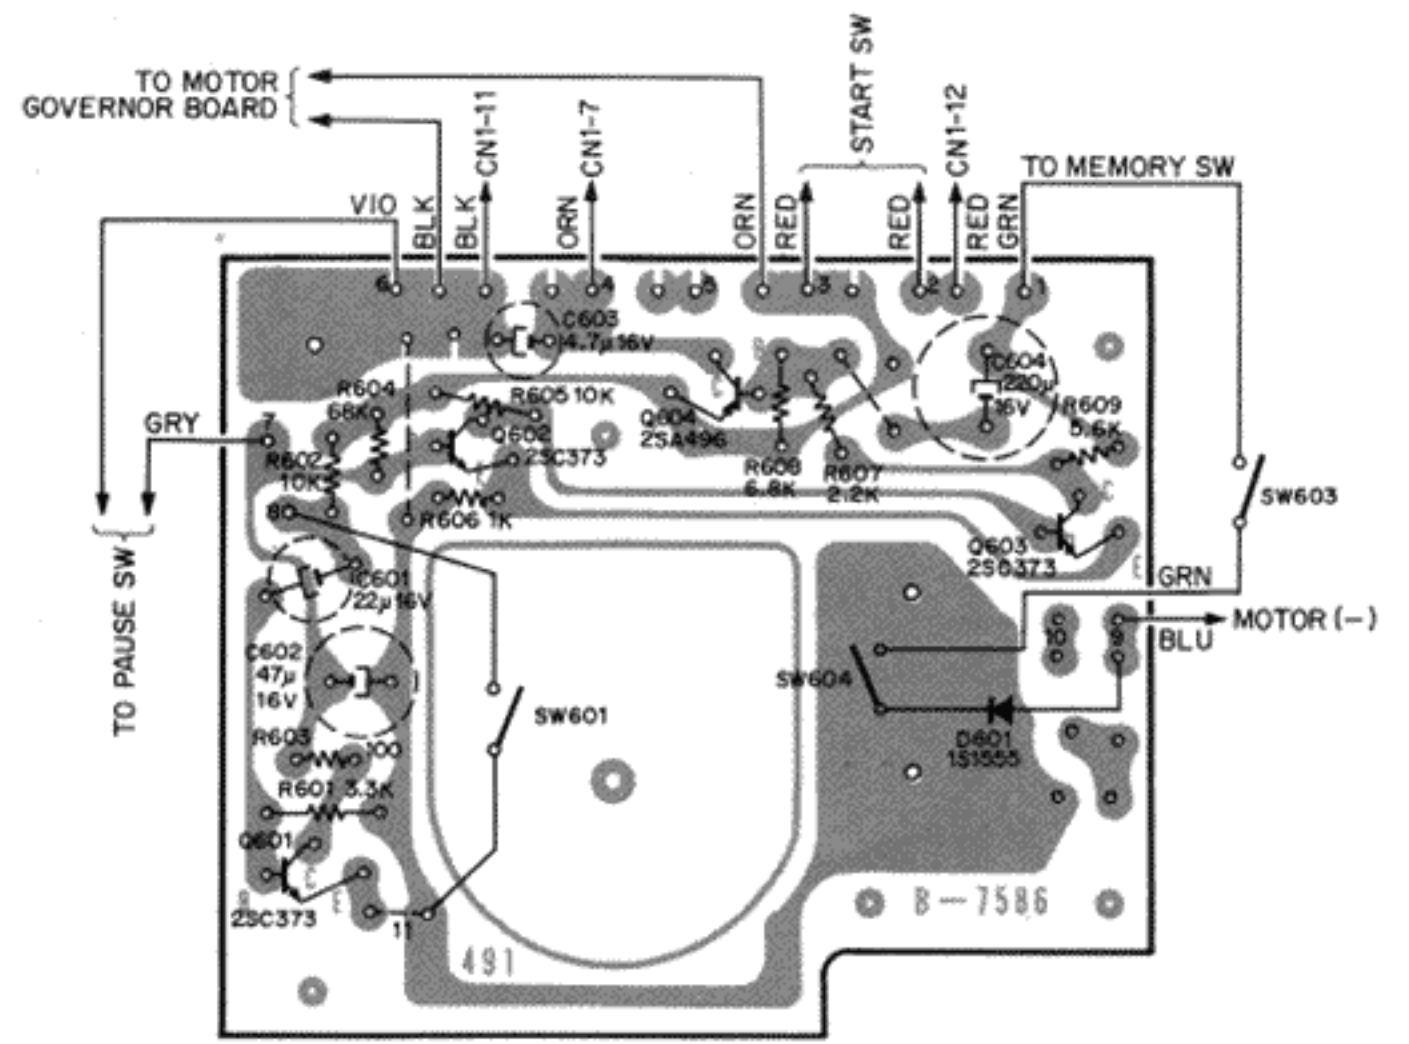 TO MOTOR
GOVERNOR BOARD
CN1-11
CN1-7
START SW
CN1-12
TO MEMORY SW
VIO
BLK
BLK
ORN
ORN
RED
RED
RED
GRN
6
4
5
3
2
1
C603
4.7μ16V
B
C604
220μ
16V
R604
68K
R605 10K
Q604
2SA496
R609
5.6K
GRY
7
R602
10K
Q602
2SC373
R608
6.8K
R607
2.2K
C
SW603
8
R606 1K
Q603
2SC373
E
TO PAUSE SW
C601
22μ16V
GRN
10
9
MOTOR (-)
BLU
C602
47μ
16V
SW604
SW601
D601
1S1555
R603
100
R601 3.3K
Q601
B
E
2SC373
11
B-7586
491